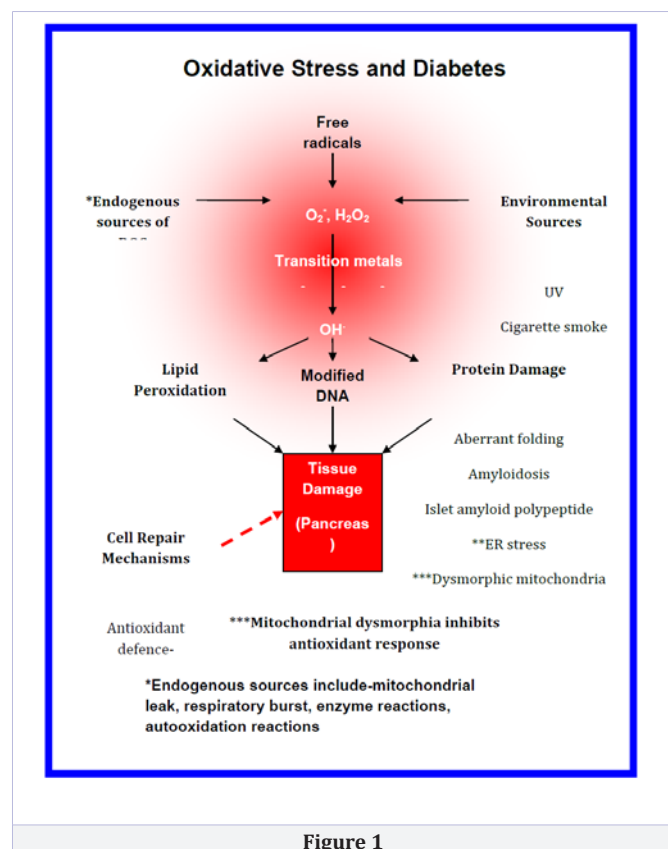 Oxidative Stress and Diabetes
Free
radicals
*Endogenous
sources of
O₂⁻, H₂O₂
Environmental
Sources
Transition metals
- - -
UV
Cigarette smoke
OH·
Lipid
Peroxidation
Modified
DNA
Protein Damage
Aberrant folding
Amyloidosis
Islet amyloid polypeptide
**ER stress
***Dysmorphic mitochondria
Tissue
Damage
(Pancreas
)
Cell Repair
Mechanisms
Antioxidant
defence-
***Mitochondrial dysmorphia inhibits
antioxidant response
*Endogenous sources include-mitochondrial
leak, respiratory burst, enzyme reactions,
autooxidation reactions
Figure 1